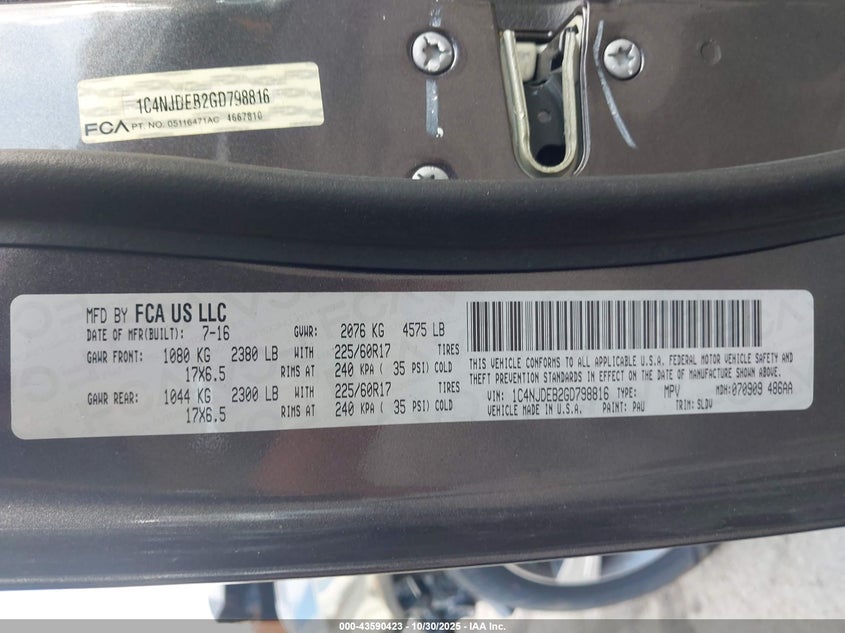 1C4NJDEB2GD798816
FCA PT. NO. 05116471AC 4667810
MFD BY FCA US LLC
DATE OF MFR(BUILT): 7-16 GVWR: 2076 KG 4575 LB
GAWR FRONT: 1080 KG 2380 LB WITH 225/60R17 TIRES
17X6.5 RIMS AT 240 KPA ( 35 PSI) COLD
GAWR REAR: 1044 KG 2300 LB WITH 225/60R17 TIRES
17X6.5 RIMS AT 240 KPA ( 35 PSI) COLD
THIS VEHICLE CONFORMS TO ALL APPLICABLE U.S.A. FEDERAL MOTOR VEHICLE SAFETY AND
THEFT PREVENTION STANDARDS IN EFFECT ON THE DATE OF MANUFACTURE SHOWN ABOVE.
VIN: 1C4NJDEB2GD798816 TYPE: MPV MDH: 070909 486AA
VEHICLE MADE IN U.S.A. PAINT: PAU TRIM: SLDV
000-43590423 - 10/30/2025 - IAA Inc.